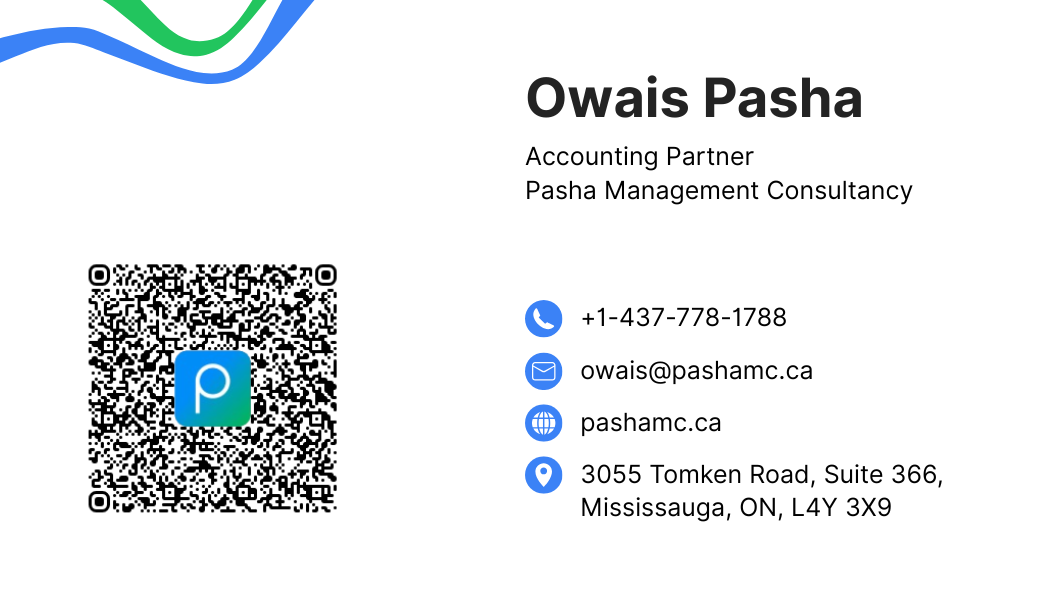 Owais Pasha
Accounting Partner
Pasha Management Consultancy
+1-437-778-1788
owais@pashamc.ca
pashamc.ca
3055 Tomken Road, Suite 366,
Mississauga, ON, L4Y 3X9